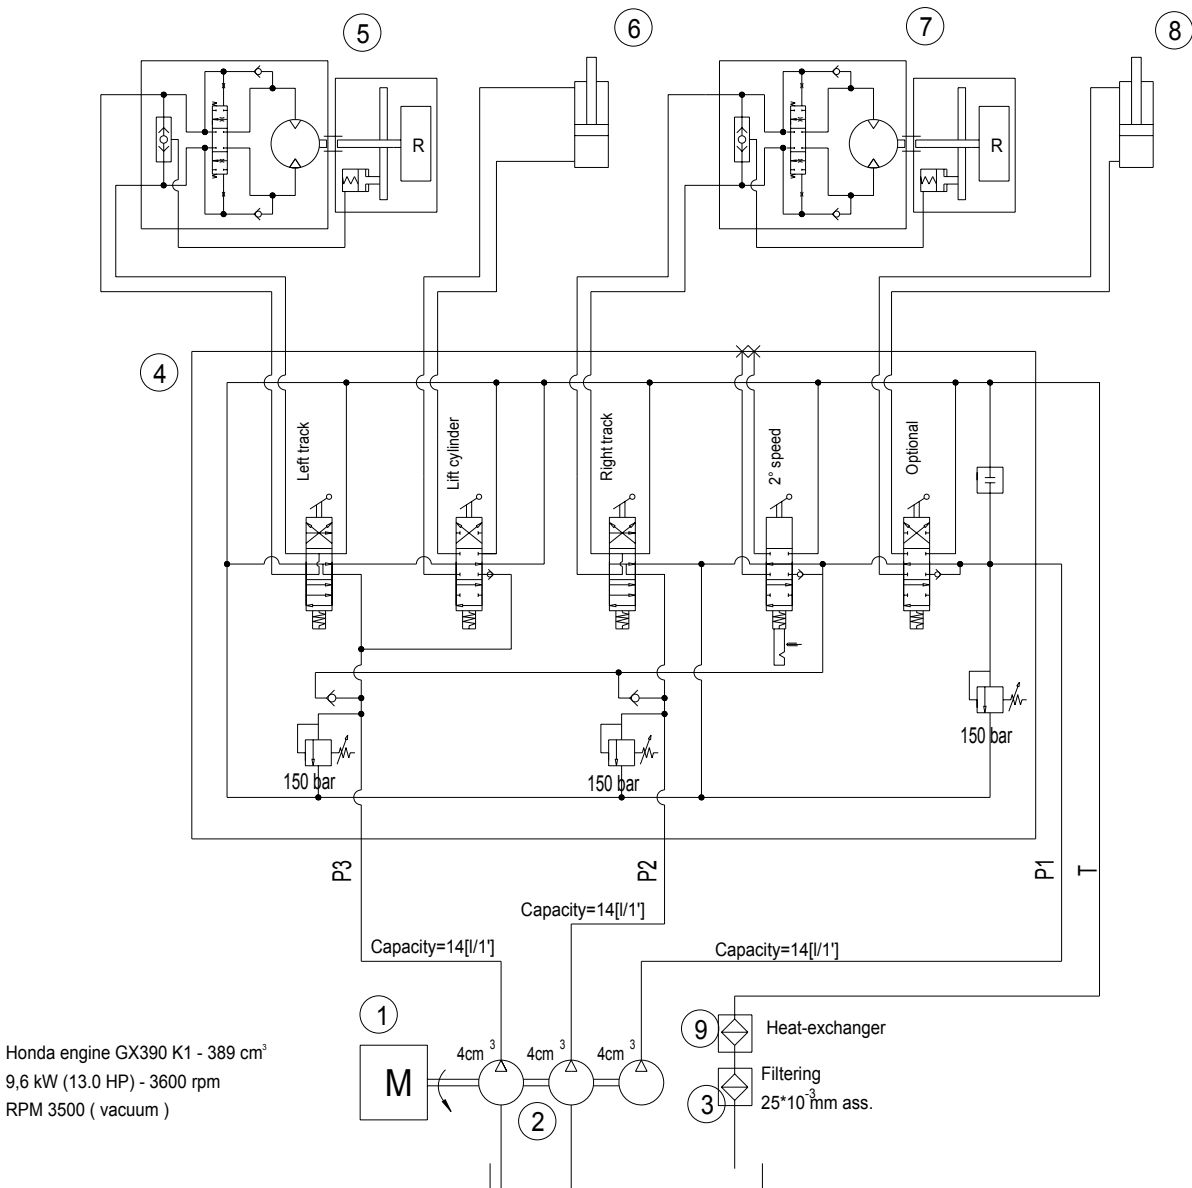 5
6
7
8
R
R
4
Left track
Lift cylinder
Right track
2° speed
Optional
150 bar
150 bar
150 bar
P3
P2
P1
T
Capacity=14[l/1']
Capacity=14[l/1']
Capacity=14[l/1']
1
9
Heat-exchanger
M
4cm³
4cm³
4cm³
2
3
Filtering
25*10⁻³mm ass.
Honda engine GX390 K1 - 389 cm³
9,6 kW (13.0 HP) - 3600 rpm
RPM 3500 ( vacuum )